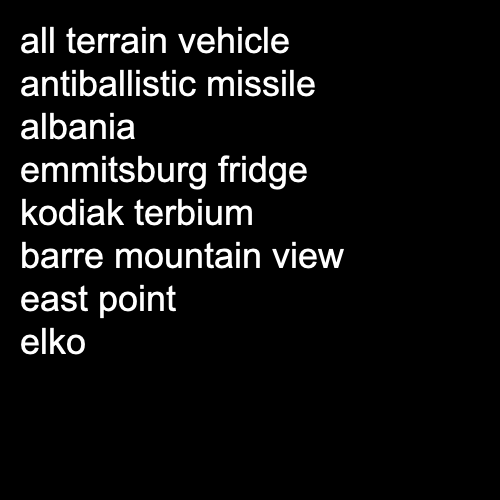 all terrain vehicle
antiballistic missile
albania
emmitsburg fridge
kodiak terbium
barre mountain view
east point
elko